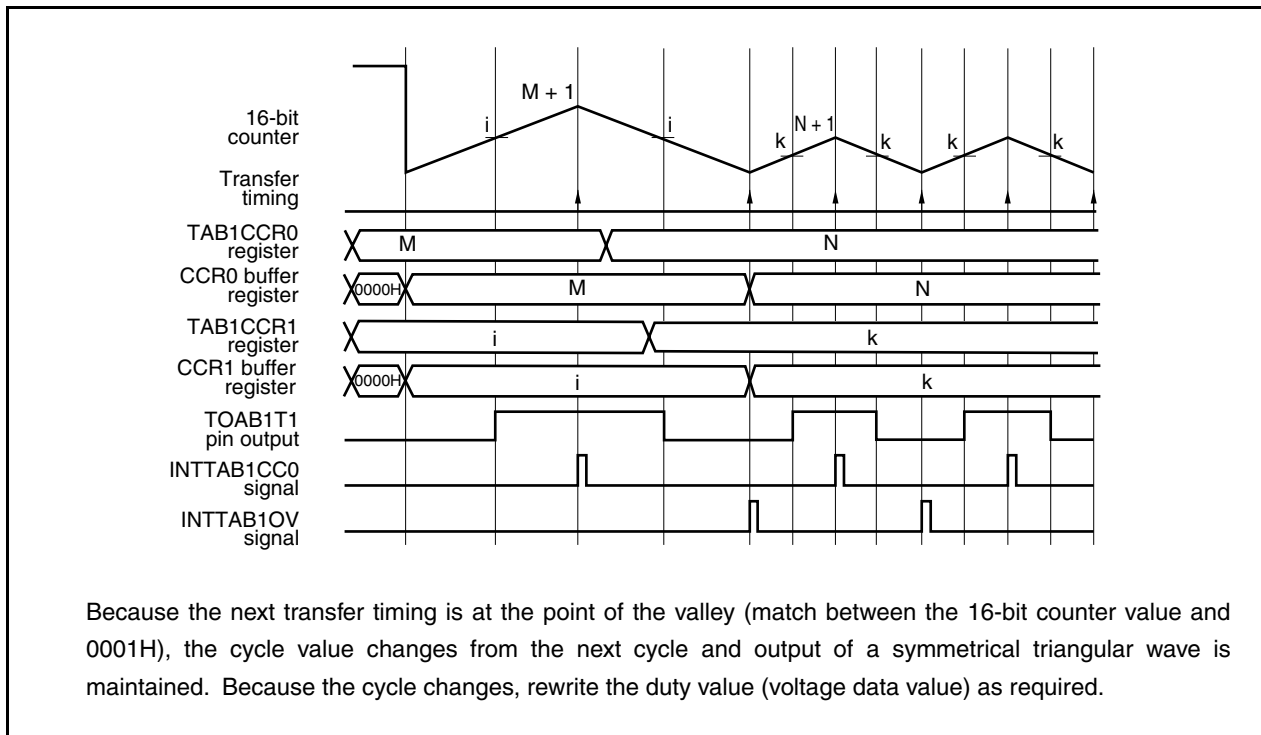 M + 1
16-bit
counter
i
i
k
N + 1
k
k
k
Transfer
timing
TAB1CCR0
register
M
N
CCR0 buffer
register
0000H
M
N
TAB1CCR1
register
i
k
CCR1 buffer
register
0000H
i
k
TOAB1T1
pin output
INTTAB1CC0
signal
INTTAB1OV
signal
Because the next transfer timing is at the point of the valley (match between the 16-bit counter value and
0001H), the cycle value changes from the next cycle and output of a symmetrical triangular wave is
maintained. Because the cycle changes, rewrite the duty value (voltage data value) as required.